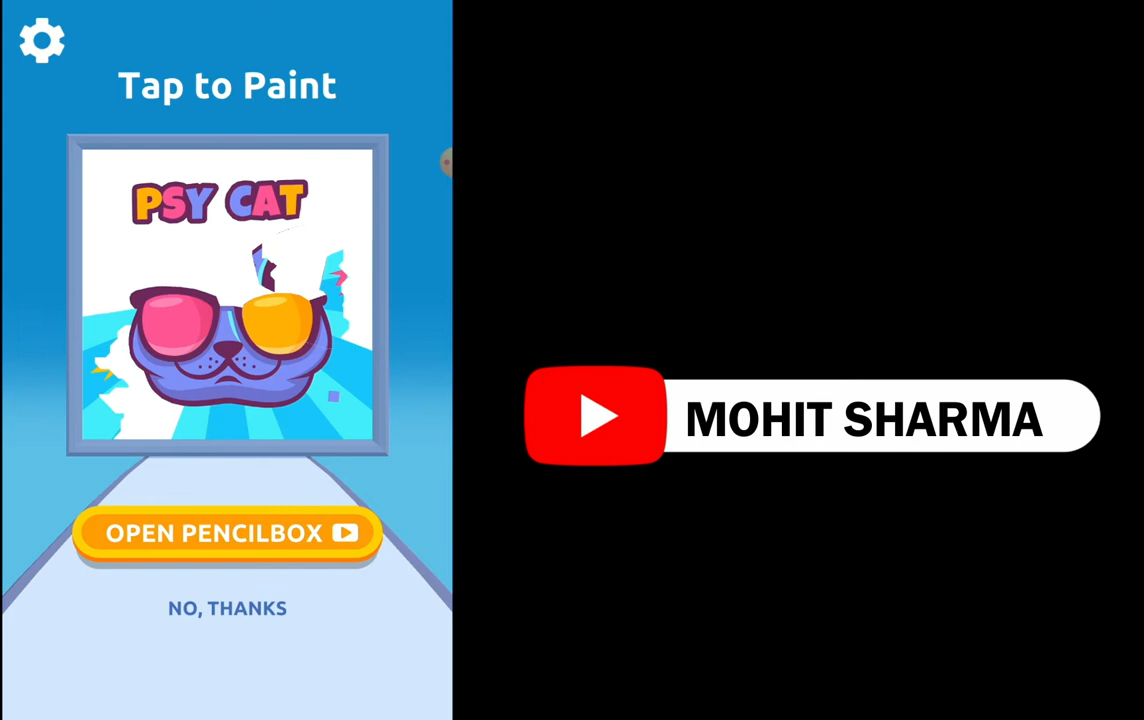 Tap to Paint
PSY CAT
OPEN PENCILBOX
NO, THANKS
MOHIT SHARMA